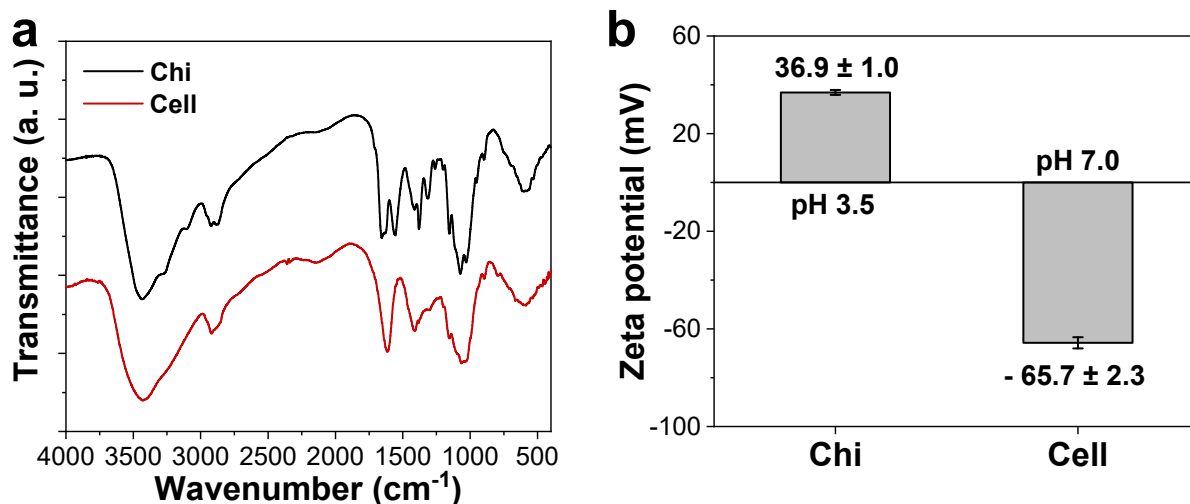 a
Chi
Cell
Transmittance (a. u.)
4000 3500 3000 2500 2000 1500 1000 500
Wavenumber (cm⁻¹)
b
60
20
-20
-60
-100
Zeta potential (mV)
36.9 ± 1.0
pH 3.5
pH 7.0
- 65.7 ± 2.3
Chi Cell